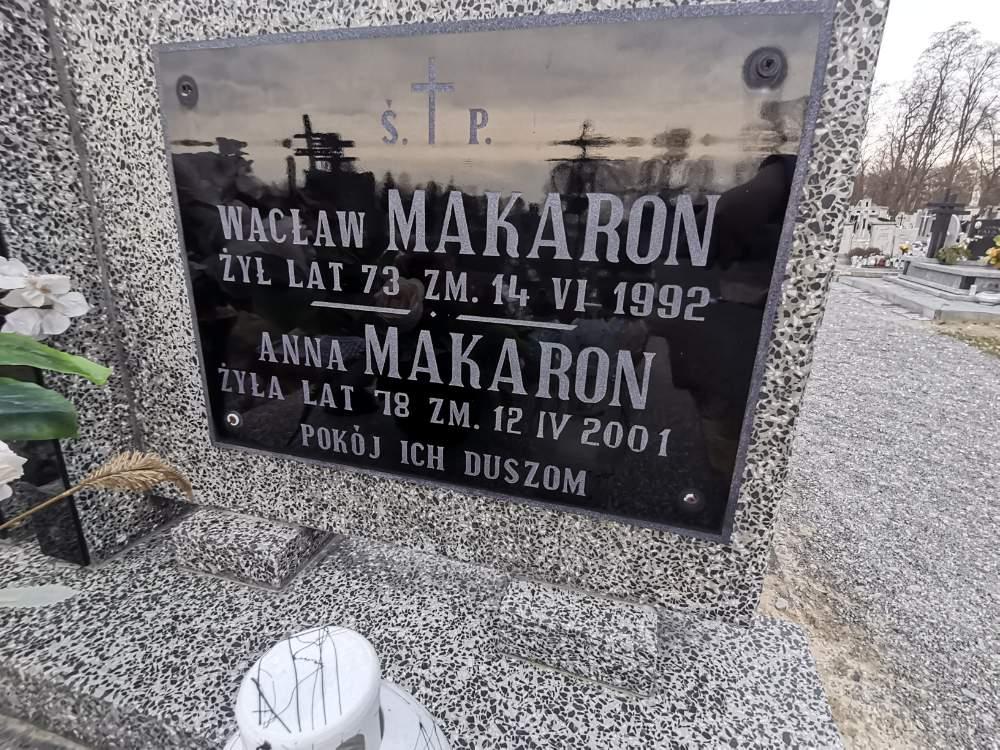 Ś. P.
WACŁAW MAKARON
ŻYŁ LAT 73 ZM. 14 VI 1992
ANNA MAKARON
ŻYŁA LAT 78 ZM. 12 IV 2001
POKÓJ ICH DUSZOM